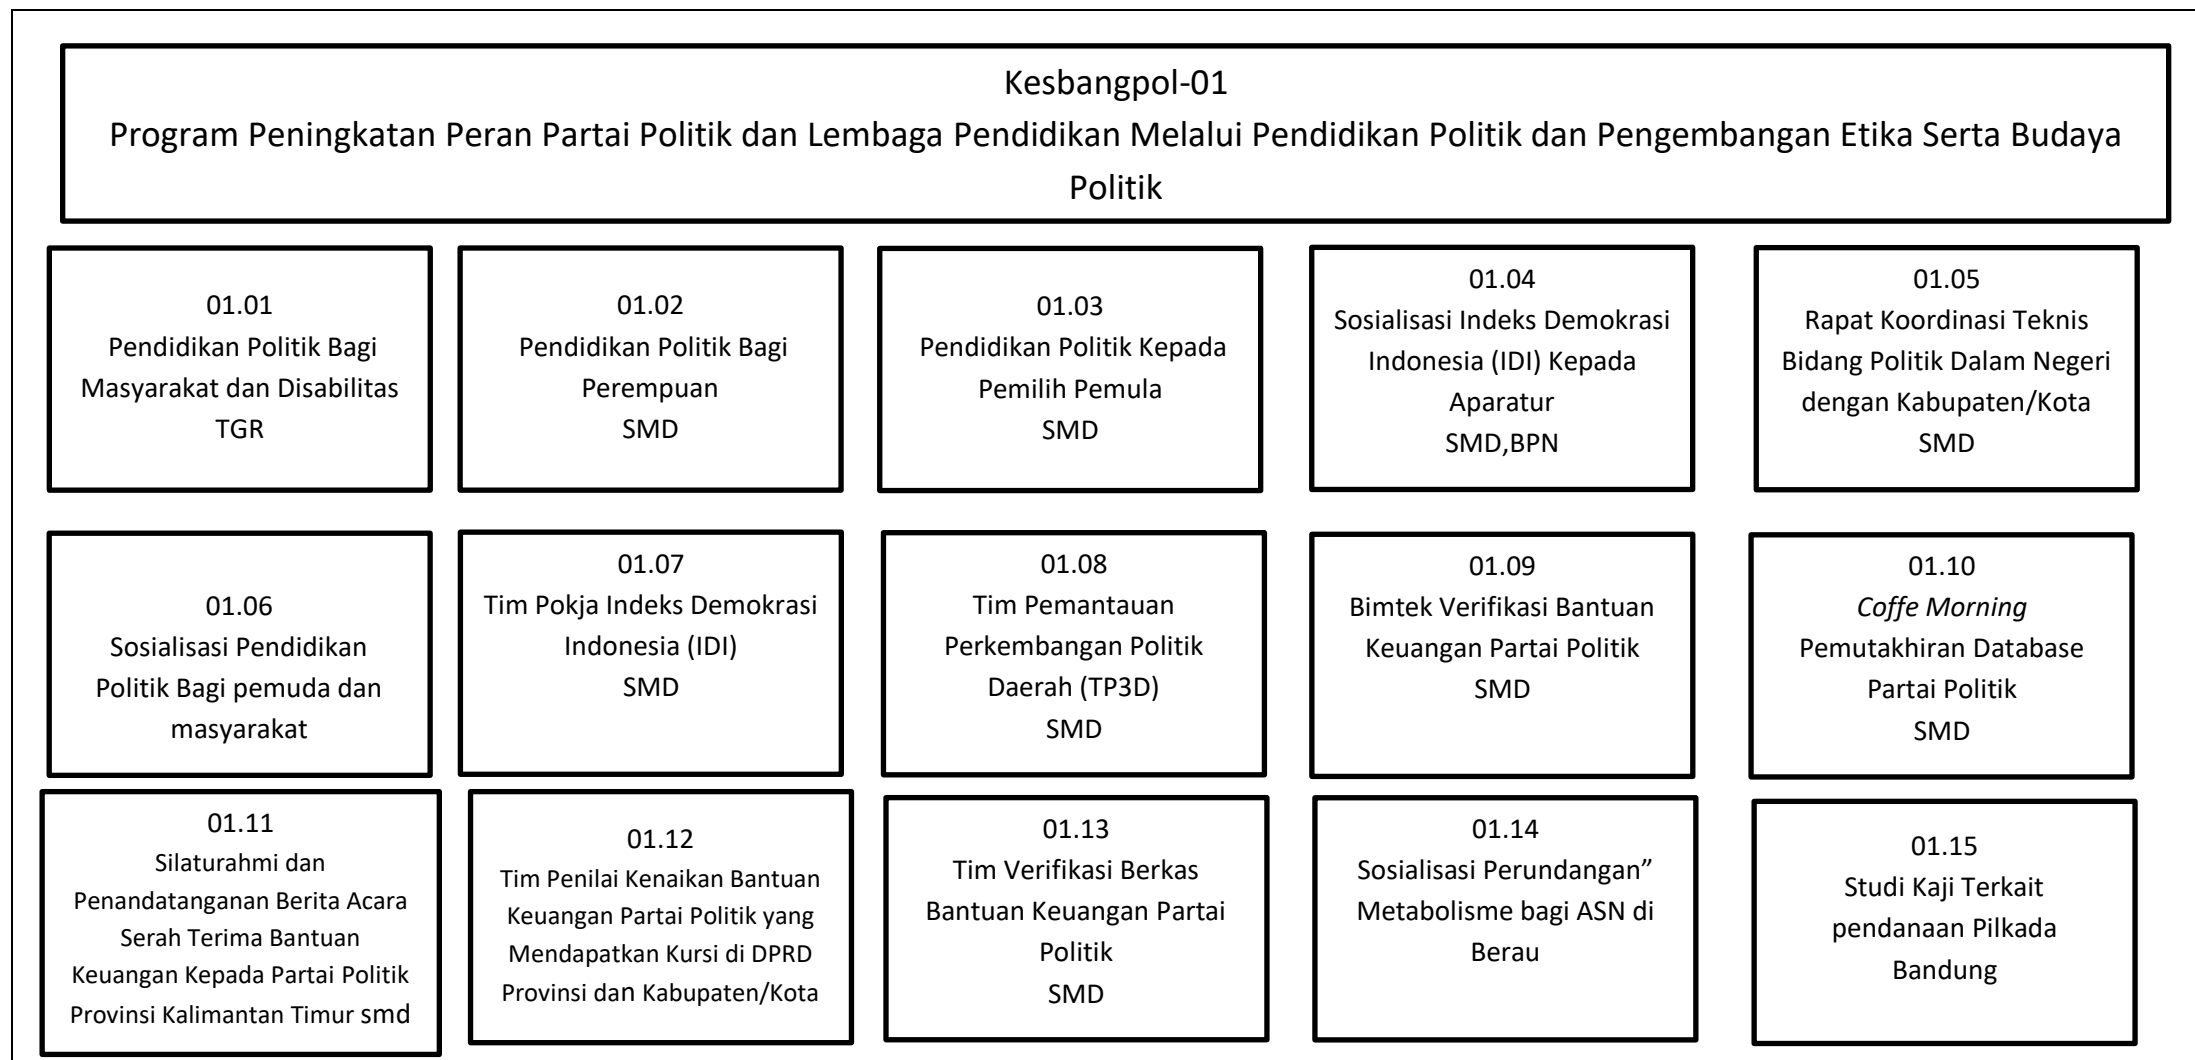 Kesbangpol-01
Program Peningkatan Peran Partai Politik dan Lembaga Pendidikan Melalui Pendidikan Politik dan Pengembangan Etika Serta Budaya
Politik
01.01
Pendidikan Politik Bagi
Masyarakat dan Disabilitas
TGR
01.02
Pendidikan Politik Bagi
Perempuan
SMD
01.03
Pendidikan Politik Kepada
Pemilih Pemula
SMD
01.04
Sosialisasi Indeks Demokrasi
Indonesia (IDI) Kepada
Aparatur
SMD,BPN
01.05
Rapat Koordinasi Teknis
Bidang Politik Dalam Negeri
dengan Kabupaten/Kota
SMD
01.06
Sosialisasi Pendidikan
Politik Bagi pemuda dan
masyarakat
01.07
Tim Pokja Indeks Demokrasi
Indonesia (IDI)
SMD
01.08
Tim Pemantauan
Perkembangan Politik
Daerah (TP3D)
SMD
01.09
Bimtek Verifikasi Bantuan
Keuangan Partai Politik
SMD
01.10
Coffe Morning
Pemutakhiran Database
Partai Politik
SMD
01.11
Silaturahmi dan
Penandatanganan Berita Acara
Serah Terima Bantuan
Keuangan Kepada Partai Politik
Provinsi Kalimantan Timur smd
01.12
Tim Penilai Kenaikan Bantuan
Keuangan Partai Politik yang
Mendapatkan Kursi di DPRD
Provinsi dan Kabupaten/Kota
01.13
Tim Verifikasi Berkas
Bantuan Keuangan Partai
Politik
SMD
01.14
Sosialisasi Perundangan”
Metabolisme bagi ASN di
Berau
01.15
Studi Kaji Terkait
pendanaan Pilkada
Bandung